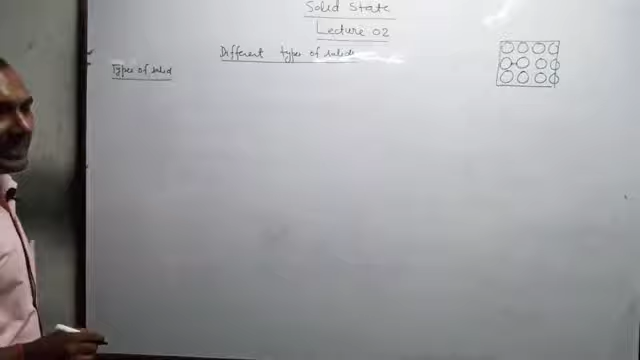 Solid State
Lecture 02
Different types of solids
Types of solid